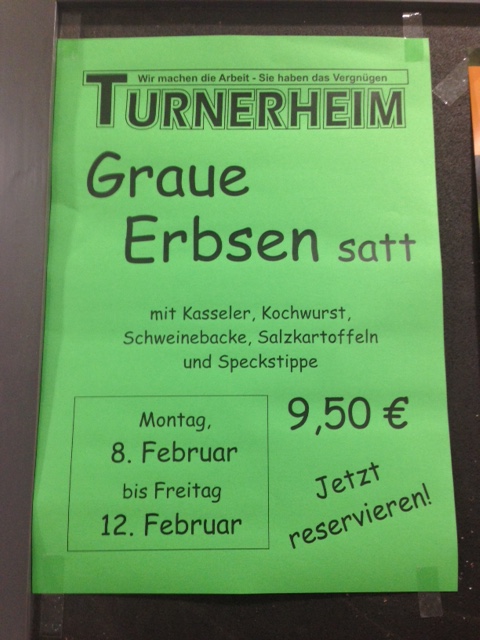 Wir machen die Arbeit - Sie haben das Vergnügen
TURNERHEIM
Graue
Erbsen satt
mit Kasseler, Kochwurst,
Schweinebacke, Salzkartoffeln
und Speckstippe
9,50 €
Montag,
8. Februar
bis Freitag
12. Februar
Jetzt
reservieren!